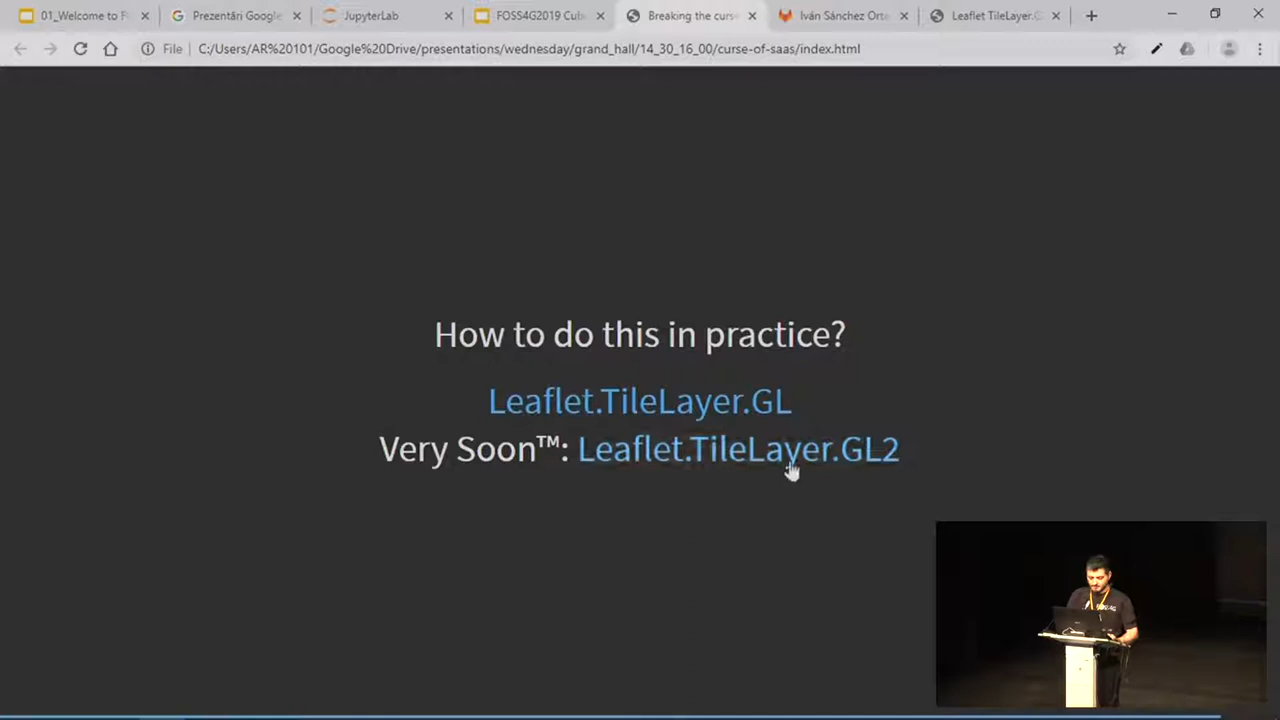 01_Welcome to F
Prezentări Google
JupyterLab
FOSS4G2019 Cub
Breaking the curse
Iván Sánchez Orte
Leaflet TileLayer.G
File
C:/Users/AR%20101/Google%20Drive/presentations/wednesday/grand_hall/14_30_16_00/curse-of-saas/index.html
How to do this in practice?
Leaflet.TileLayer.GL
Very Soon™: Leaflet.TileLayer.GL2